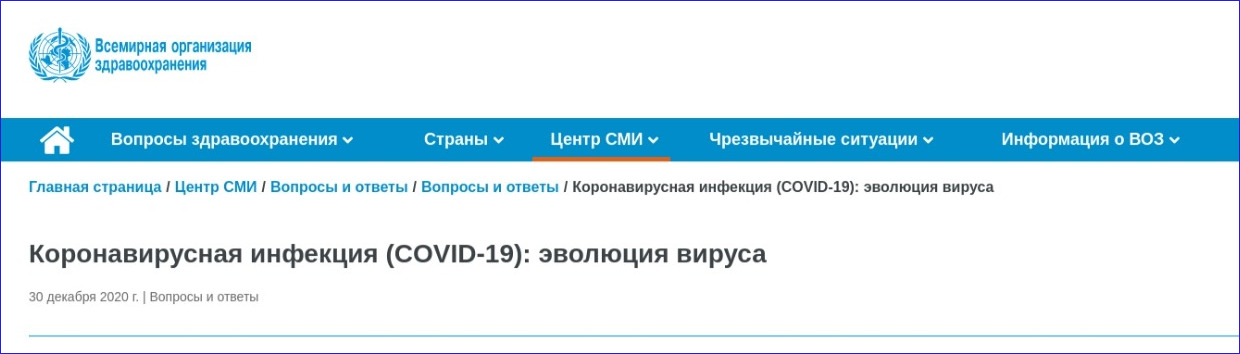 Всемирная организация
здравоохранения
Вопросы здравоохранения Страны Центр СМИ Чрезвычайные ситуации Информация о ВОЗ
Главная страница / Центр СМИ / Вопросы и ответы / Вопросы и ответы / Коронавирусная инфекция (COVID-19): эволюция вируса
Коронавирусная инфекция (COVID-19): эволюция вируса
30 декабря 2020 г. | Вопросы и ответы